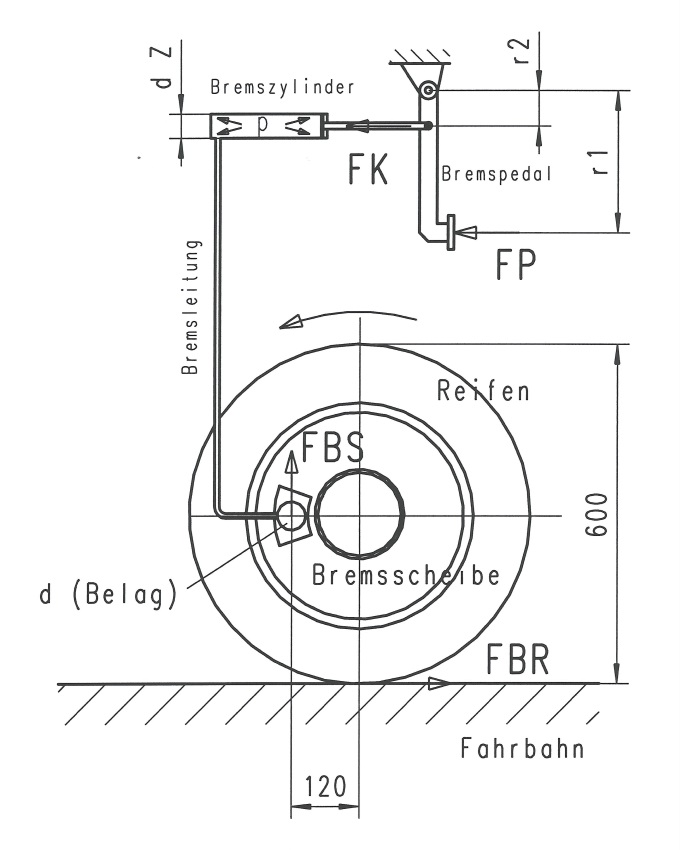 d Z
Bremszylinder
r2
p
FK
Bremspedal
r1
FP
Bremsleitung
Reifen
FBS
600
Bremsscheibe
d (Belag)
FBR
Fahrbahn
120